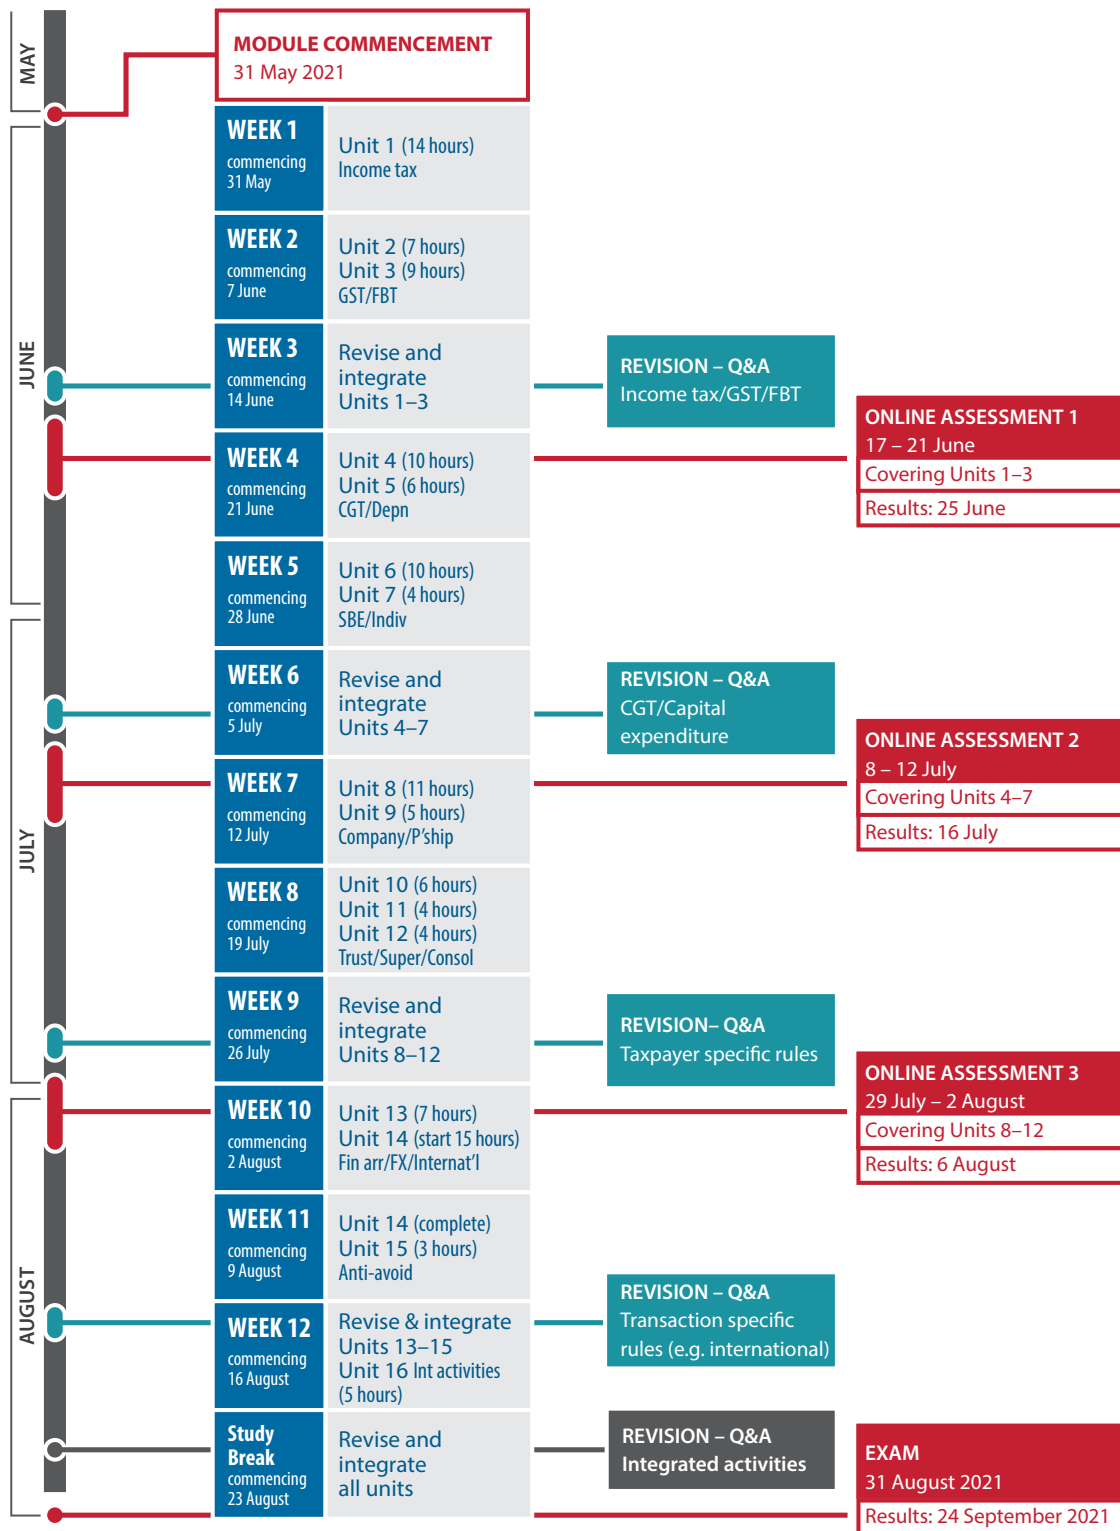 MAY
JUNE
JULY
AUGUST
MODULE COMMENCEMENT
31 May 2021
WEEK 1
commencing
31 May
Unit 1 (14 hours)
Income tax
WEEK 2
commencing
7 June
Unit 2 (7 hours)
Unit 3 (9 hours)
GST/FBT
WEEK 3
commencing
14 June
Revise and
integrate
Units 1–3
REVISION – Q&A
Income tax/GST/FBT
ONLINE ASSESSMENT 1
17 – 21 June
Covering Units 1–3
Results: 25 June
WEEK 4
commencing
21 June
Unit 4 (10 hours)
Unit 5 (6 hours)
CGT/Depn
WEEK 5
commencing
28 June
Unit 6 (10 hours)
Unit 7 (4 hours)
SBE/Indiv
WEEK 6
commencing
5 July
Revise and
integrate
Units 4–7
REVISION – Q&A
CGT/Capital
expenditure
ONLINE ASSESSMENT 2
8 – 12 July
Covering Units 4–7
Results: 16 July
WEEK 7
commencing
12 July
Unit 8 (11 hours)
Unit 9 (5 hours)
Company/P’ship
WEEK 8
commencing
19 July
Unit 10 (6 hours)
Unit 11 (4 hours)
Unit 12 (4 hours)
Trust/Super/Consol
WEEK 9
commencing
26 July
Revise and
integrate
Units 8–12
REVISION– Q&A
Taxpayer specific rules
ONLINE ASSESSMENT 3
29 July – 2 August
Covering Units 8–12
Results: 6 August
WEEK 10
commencing
2 August
Unit 13 (7 hours)
Unit 14 (start 15 hours)
Fin arr/FX/Internat’l
WEEK 11
commencing
9 August
Unit 14 (complete)
Unit 15 (3 hours)
Anti-avoid
WEEK 12
commencing
16 August
Revise & integrate
Units 13–15
Unit 16 Int activities
(5 hours)
REVISION – Q&A
Transaction specific
rules (e.g. international)
Study
Break
commencing
23 August
Revise and
integrate
all units
REVISION – Q&A
Integrated activities
EXAM
31 August 2021
Results: 24 September 2021